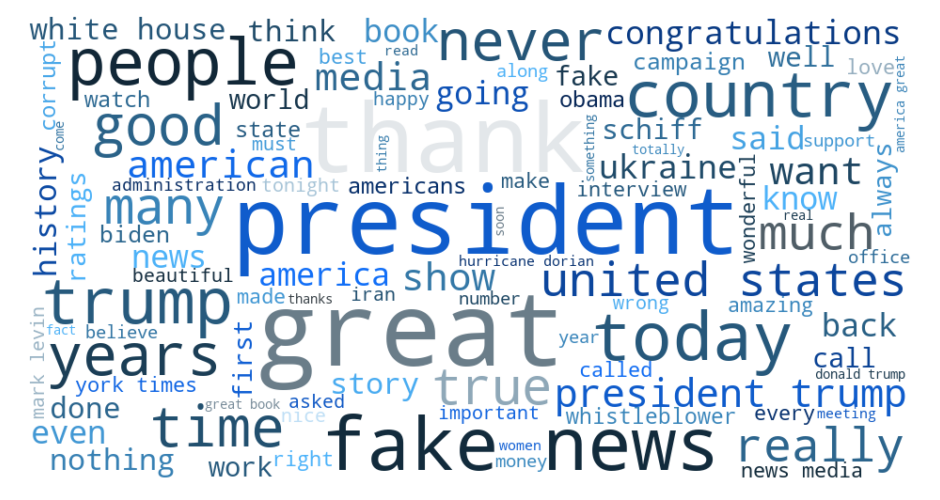 white house
think
book
never
congratulations
people
best
read
media
along
fake
campaign
well
love
corrupt
watch
world
happy
going
obama
country
america great
good
state
must
thank
thing
something
schiff
totally
said
support
come
american
ukraine
want
history
administration
tonight
americans
make
interview
wonderful
know
always
ratings
many
president
soon
real
much
biden
news
office
beautiful
america
show
hurricane dorian
united states
trump
made
thanks
iran
number
wrong
amazing
great
today
back
mark levin
fact
believe
first
year
years
call
york times
story
called
donald trump
true
president trump
done
great book
asked
nice
important
whistleblower
every
meeting
even
time
fake news
women
really
nothing
work
right
money
news media